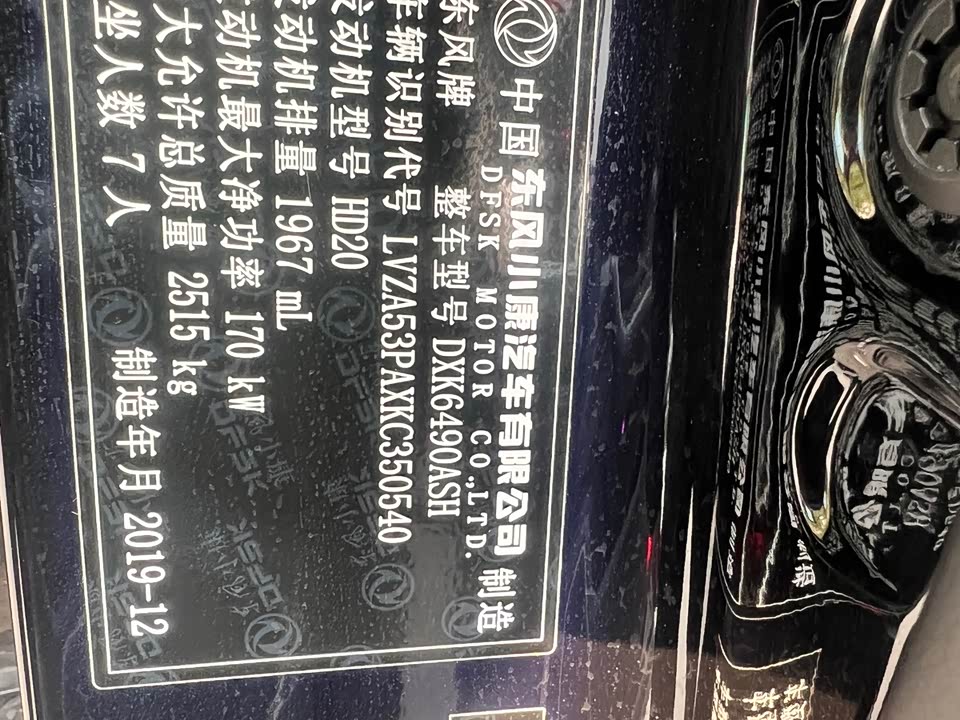 中国东风小康汽车有限公司 制造
DFSK MOTOR CO.,LTD.
东风牌 整车型号 DXK6490ASH
车辆识别代号 LVZA53PAXKC350540
发动机型号 HD20
发动机排量 1967 mL
发动机最大净功率 170 kW
最大允许总质量 2515 kg
坐人数 7人 制造年月 2019-12